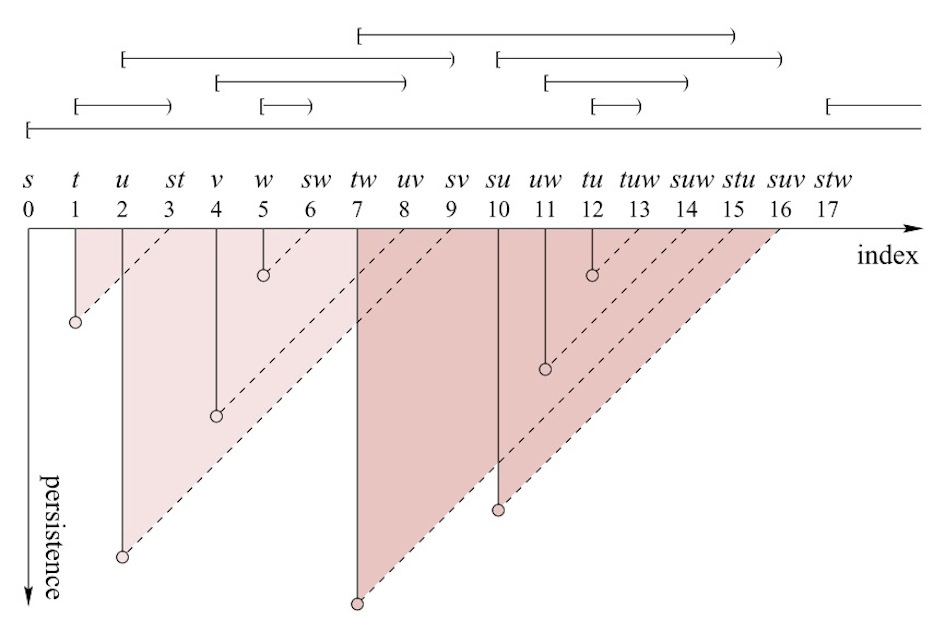 s t u st v w sw tw uv sv su uw tu tuw suw stu suv stw
0 1 2 3 4 5 6 7 8 9 10 11 12 13 14 15 16 17
index
persistence